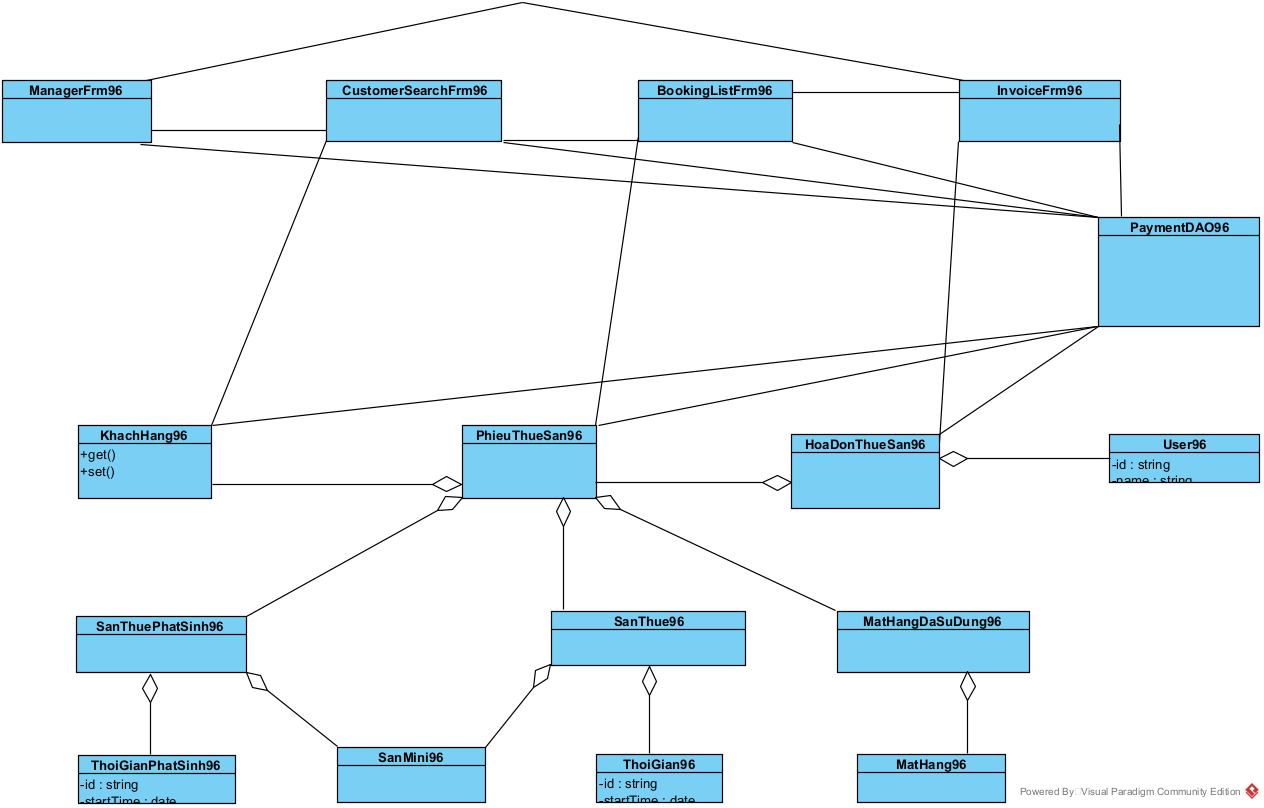 ManagerFrm96
CustomerSearchFrm96
BookingListFrm96
InvoiceFrm96
PaymentDAO96
KhachHang96
+get()
+set()
PhieuThueSan96
HoaDonThueSan96
User96
-id : string
-name : string
SanThuePhatSinh96
SanThue96
MatHangDaSuDung96
ThoiGianPhatSinh96
-id : string
-startTime : date
SanMini96
ThoiGian96
-id : string
-startTime : date
MatHang96
Powered By Visual Paradigm Community Edition